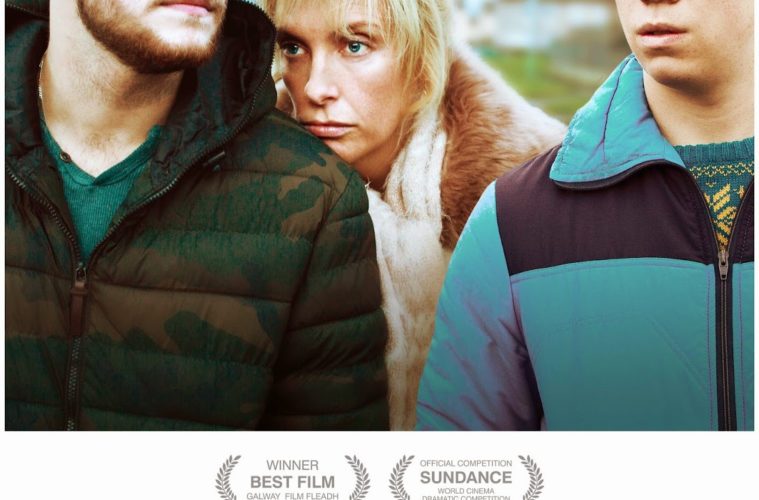 WINNER
BEST FILM
GALWAY FILM FLEADH
OFFICIAL COMPETITION
SUNDANCE
WORLD CINEMA
DRAMATIC COMPETITION